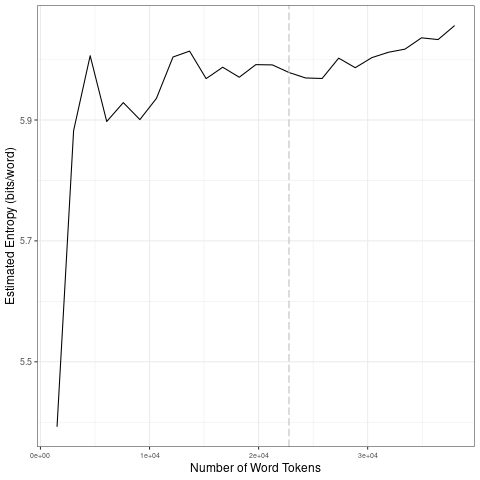 Estimated Entropy (bits/word)
5.9
5.7
5.5
0e+00 1e+04 2e+04 3e+04
Number of Word Tokens